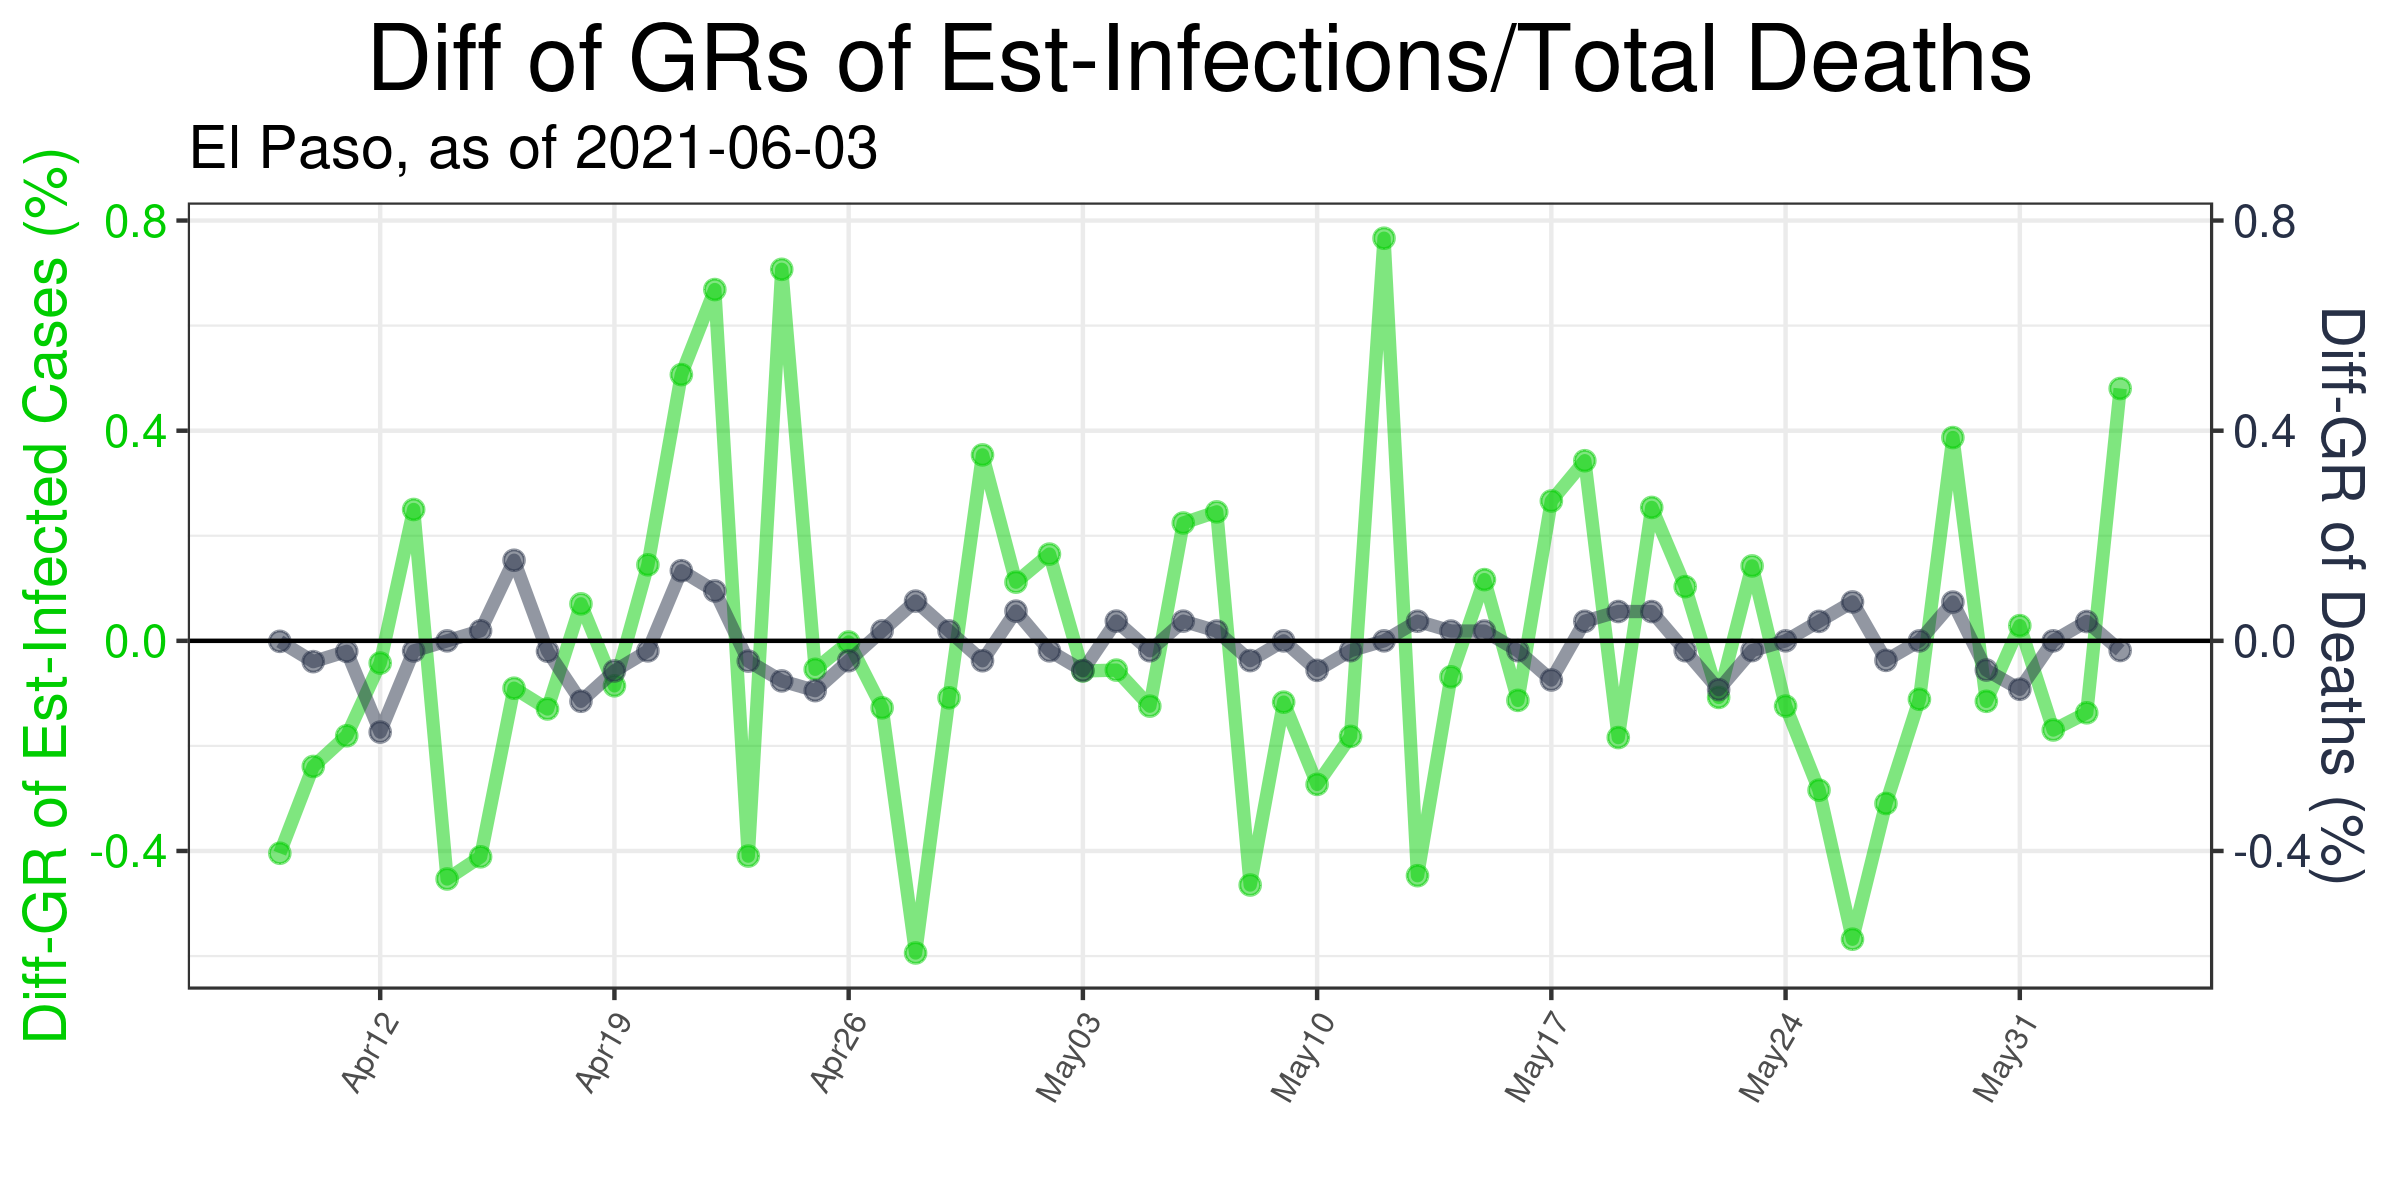 Diff of GRs of Est-Infections/Total Deaths
El Paso, as of 2021-06-03
Diff-GR of Est-Infected Cases (%)
0.8
0.4
0.0
-0.4
0.8
0.4
0.0
-0.4
Diff-GR of Deaths (%)
Apr12
Apr19
Apr26
May03
May10
May17
May24
May31